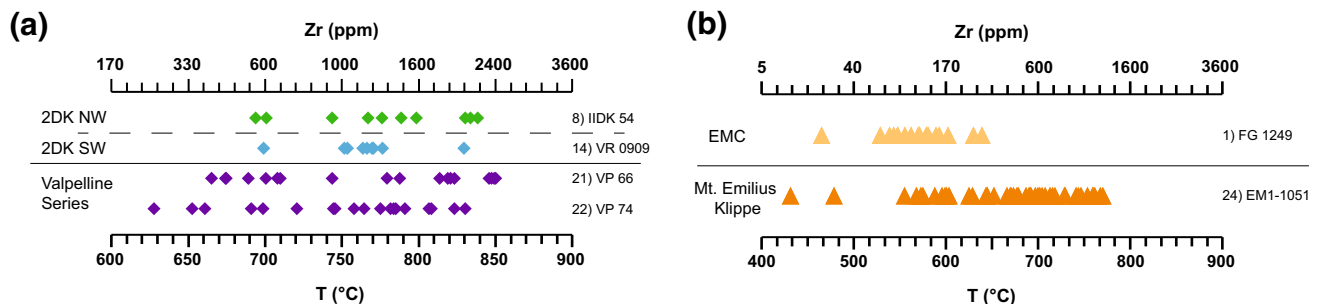 (a)
Zr (ppm)
170 330 600 1000 1600 2400 3600
2DK NW 8) IIDK 54
2DK SW 14) VR 0909
Valpelline
Series
21) VP 66
22) VP 74
600 650 700 750 800 850 900
T (°C)
(b)
Zr (ppm)
5 40 170 600 1600 3600
EMC 1) FG 1249
Mt. Emilius
Klippe
24) EM1-1051
400 500 600 700 800 900
T (°C)